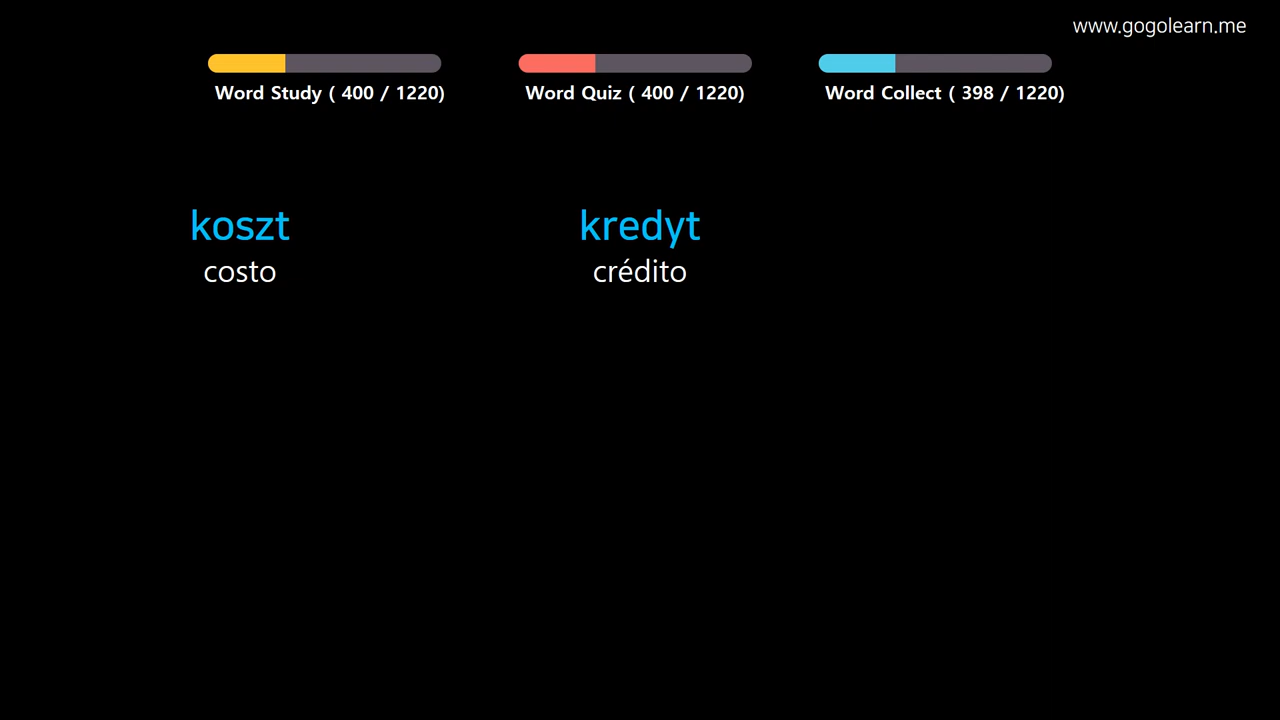 www.gogolearn.me
Word Study ( 400 / 1220)
Word Quiz ( 400 / 1220)
Word Collect ( 398 / 1220)
koszt
costo
kredyt
crédito